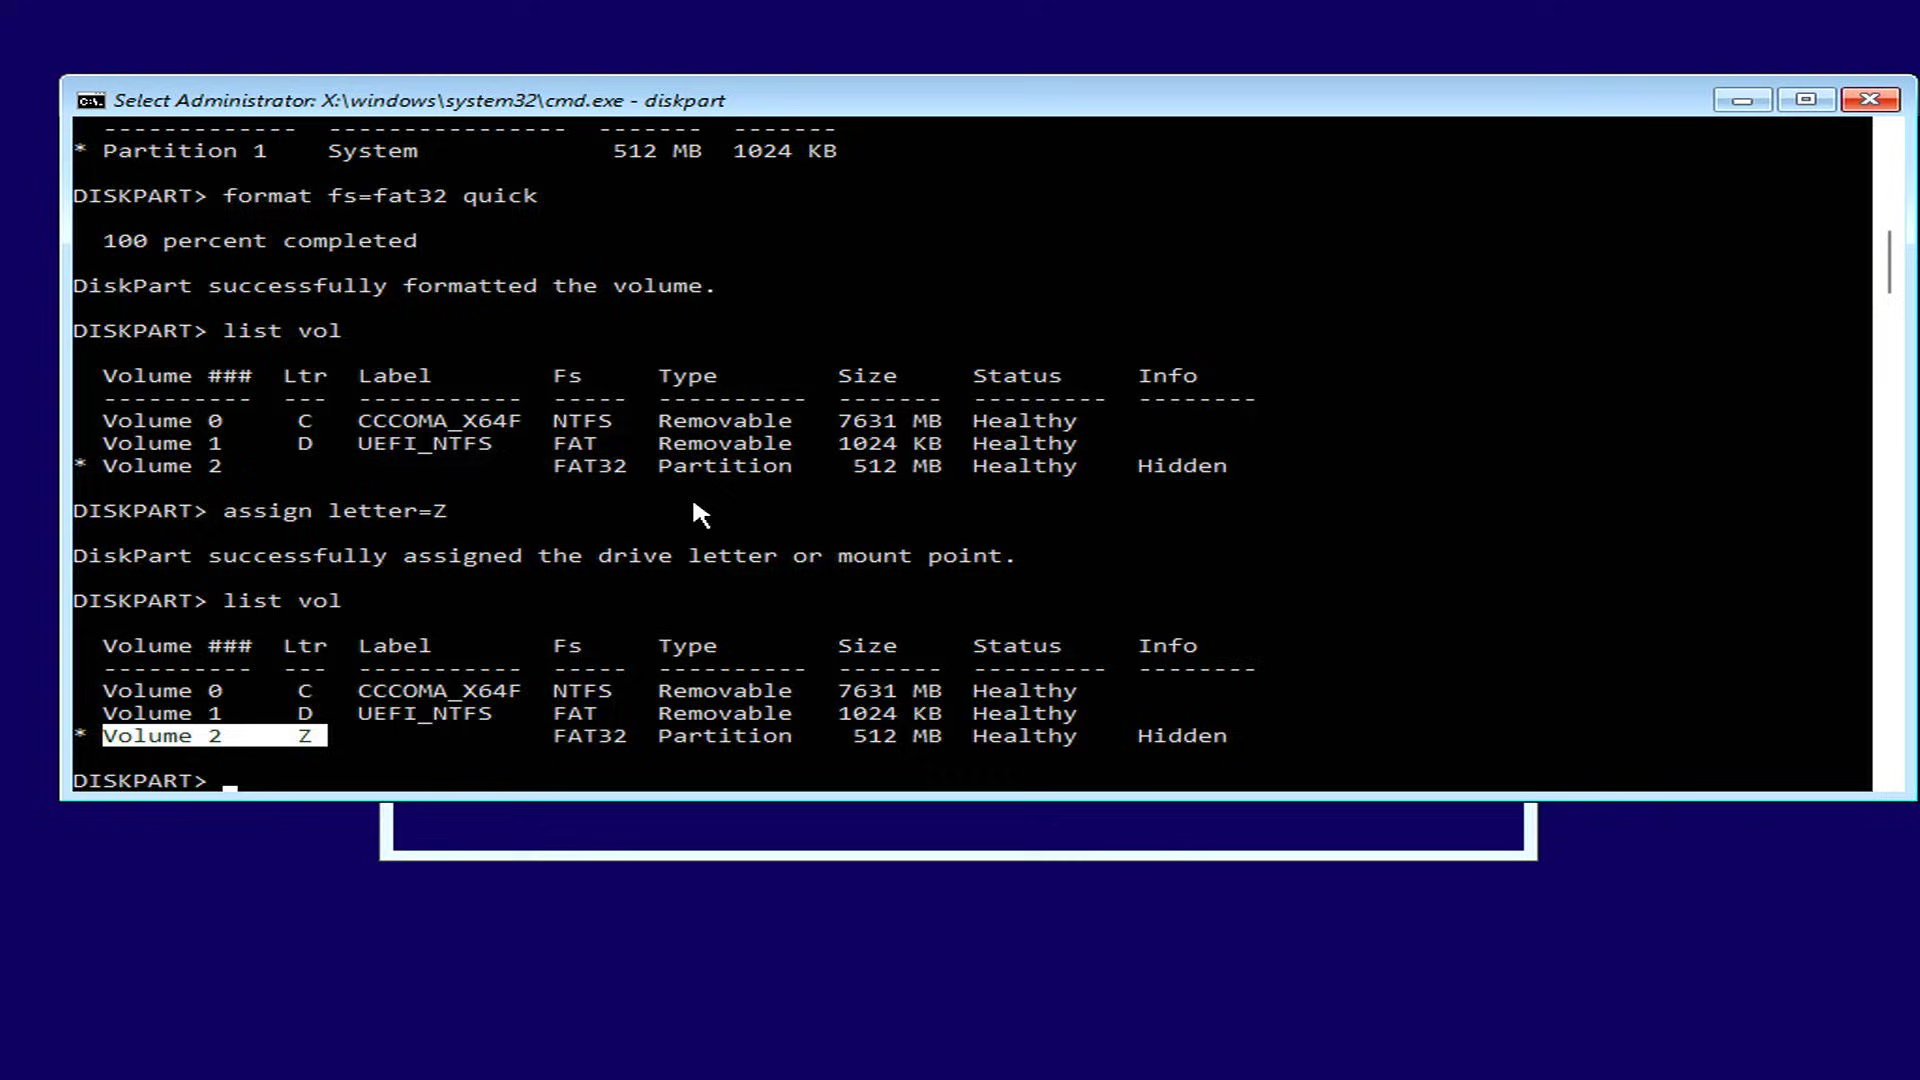 Select Administrator: X:\windows\system32\cmd.exe - diskpart
------------- ---------------- ------- -------
* Partition 1    System             512 MB  1024 KB
DISKPART> format fs=fat32 quick
100 percent completed
DiskPart successfully formatted the volume.
DISKPART> list vol
Volume ###  Ltr  Label        Fs     Type        Size     Status     Info
----------  ---  -----------  -----  ----------  -------  ---------  --------
Volume 0     C   CCCOMA_X64F  NTFS   Removable   7631 MB  Healthy
Volume 1     D   UEFI_NTFS    FAT    Removable   1024 KB  Healthy
* Volume 2                      FAT32  Partition    512 MB  Healthy    Hidden
DISKPART> assign letter=Z
DiskPart successfully assigned the drive letter or mount point.
DISKPART> list vol
Volume ###  Ltr  Label        Fs     Type        Size     Status     Info
----------  ---  -----------  -----  ----------  -------  ---------  --------
Volume 0     C   CCCOMA_X64F  NTFS   Removable   7631 MB  Healthy
Volume 1     D   UEFI_NTFS    FAT    Removable   1024 KB  Healthy
* Volume 2     Z                FAT32  Partition    512 MB  Healthy    Hidden
DISKPART>